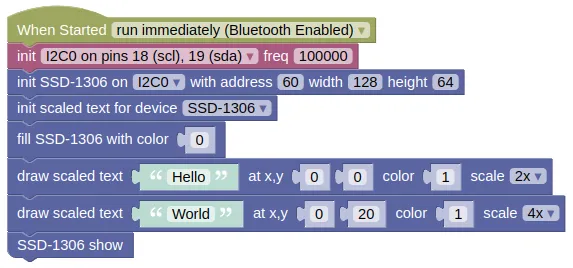 When Started run immediately (Bluetooth Enabled) ▾
init I2C0 on pins 18 (scl), 19 (sda) ▾ freq 100000
init SSD-1306 on I2C0 ▾ with address 60 width 128 height 64
init scaled text for device SSD-1306 ▾
fill SSD-1306 with color 0
draw scaled text “ Hello ” at x,y 0 0 color 1 scale 2x ▾
draw scaled text “ World ” at x,y 0 20 color 1 scale 4x ▾
SSD-1306 show